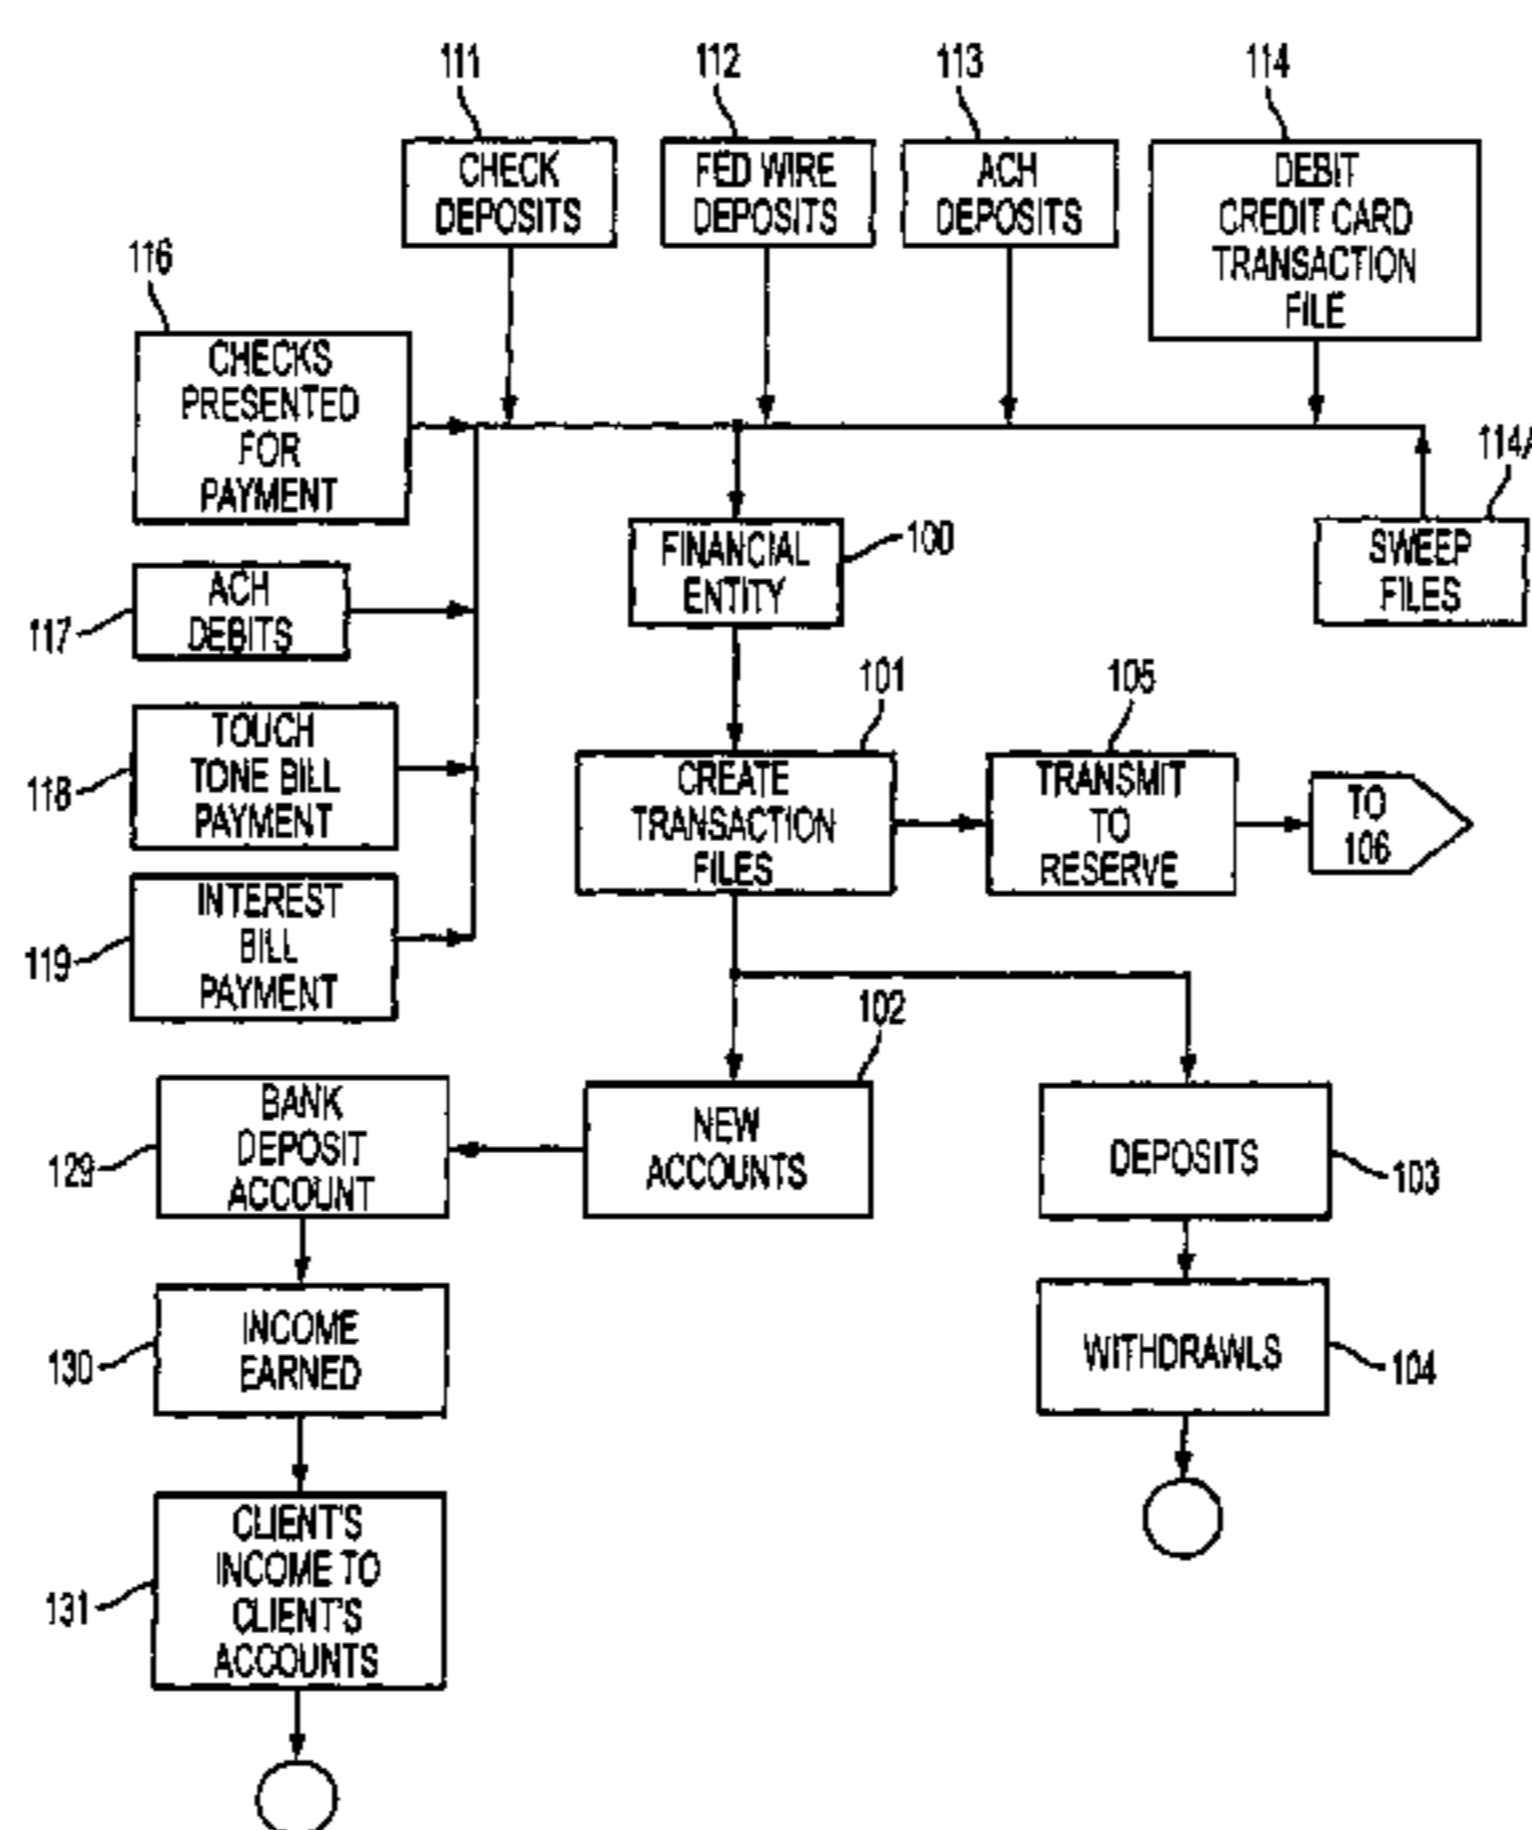 111
112
113
114
CHECK
DEPOSITS
FED WIRE
DEPOSITS
ACH
DEPOSITS
DEBIT
CREDIT CARD
TRANSACTION
FILE
116
CHECKS
PRESENTED
FOR
PAYMENT
114A
SWEEP
FILES
FINANCIAL
ENTITY
100
117
ACH
DEBITS
101
105
118
TOUCH
TONE BILL
PAYMENT
CREATE
TRANSACTION
FILES
TRANSMIT
TO
RESERVE
TO
106
119
INTEREST
BILL
PAYMENT
102
129
BANK
DEPOSIT
ACCOUNT
NEW
ACCOUNTS
DEPOSITS
103
130
INCOME
EARNED
WITHDRAWLS
104
131
CLIENT'S
INCOME TO
CLIENT'S
ACCOUNTS